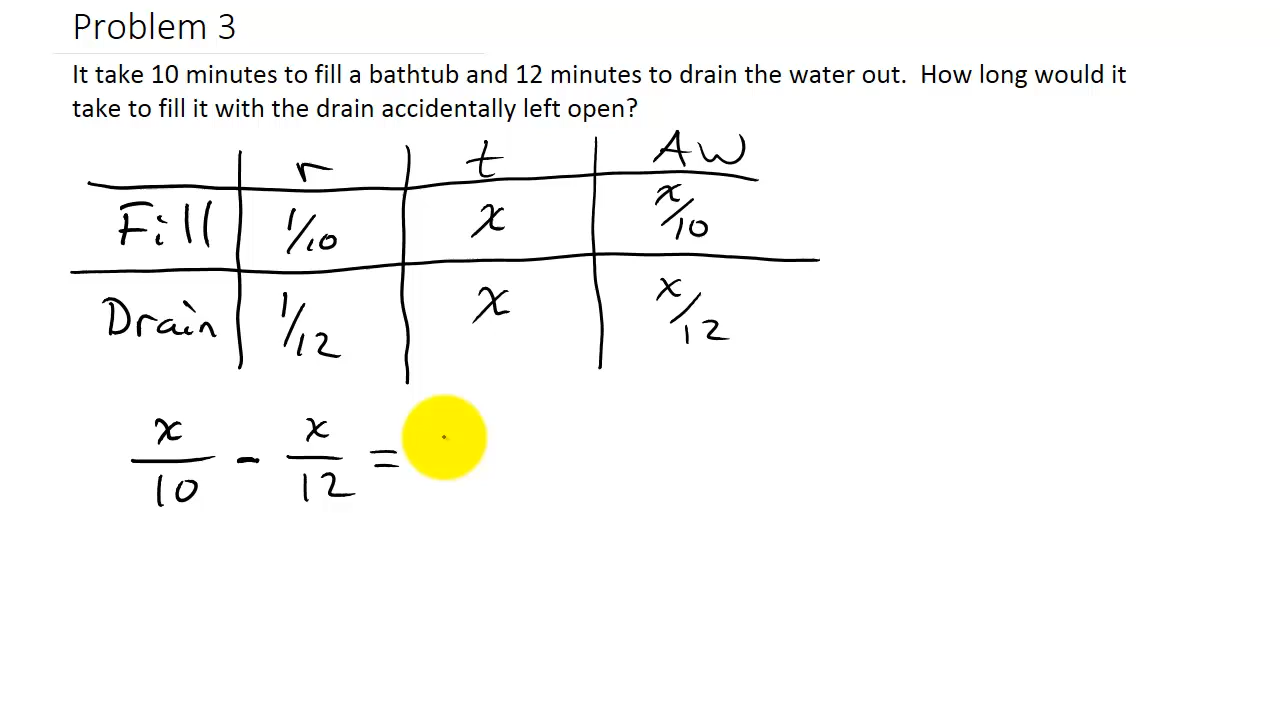 Problem 3
It take 10 minutes to fill a bathtub and 12 minutes to drain the water out. How long would it
take to fill it with the drain accidentally left open?
r t AW
Fill 1/10 x x/10
Drain 1/12 x x/12
x/10 - x/12 =